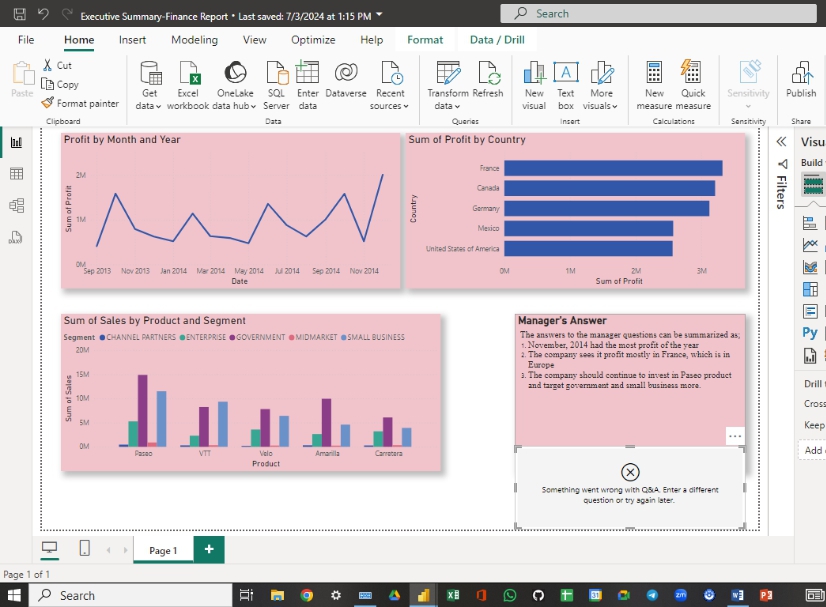 Executive Summary-Finance Report • Last saved: 7/3/2024 at 1:15 PM
Search
File Home Insert Modeling View Optimize Help Format Data / Drill
Paste
Cut
Copy
Format painter
Get data
Excel workbook
OneLake data hub
SQL Server
Enter data
Dataverse
Recent sources
Transform data
Refresh
New visual
Text box
More visuals
New measure
Quick measure
Sensitivity
Publish
Clipboard Data Queries Insert Calculations Sensitivity Share
Profit by Month and Year
Sum of Profit
2M
1M
0M
Sep 2013 Nov 2013 Jan 2014 Mar 2014 May 2014 Jul 2014 Sep 2014 Nov 2014
Date
Sum of Profit by Country
Country
France
Canada
Germany
Mexico
United States of America
0M 1M 2M 3M
Sum of Profit
Sum of Sales by Product and Segment
Segment CHANNEL PARTNERS ENTERPRISE GOVERNMENT MIDMARKET SMALL BUSINESS
Sum of Sales
20M
15M
10M
5M
0M
Paseo VTT Velo Amarilla Carretera
Product
Manager's Answer
The answers to the manager questions can be summarized as;
1. November, 2014 had the most profit of the year
2. The company sees it profit mostly in France, which is in
Europe
3. The company should continue to invest in Paseo product
and target government and small business more.
Something went wrong with Q&A. Enter a different
question or try again later.
Filters
Visu
Build
Py
Drill
Cross
Keep
Add
Page 1
Page 1 of 1
Search